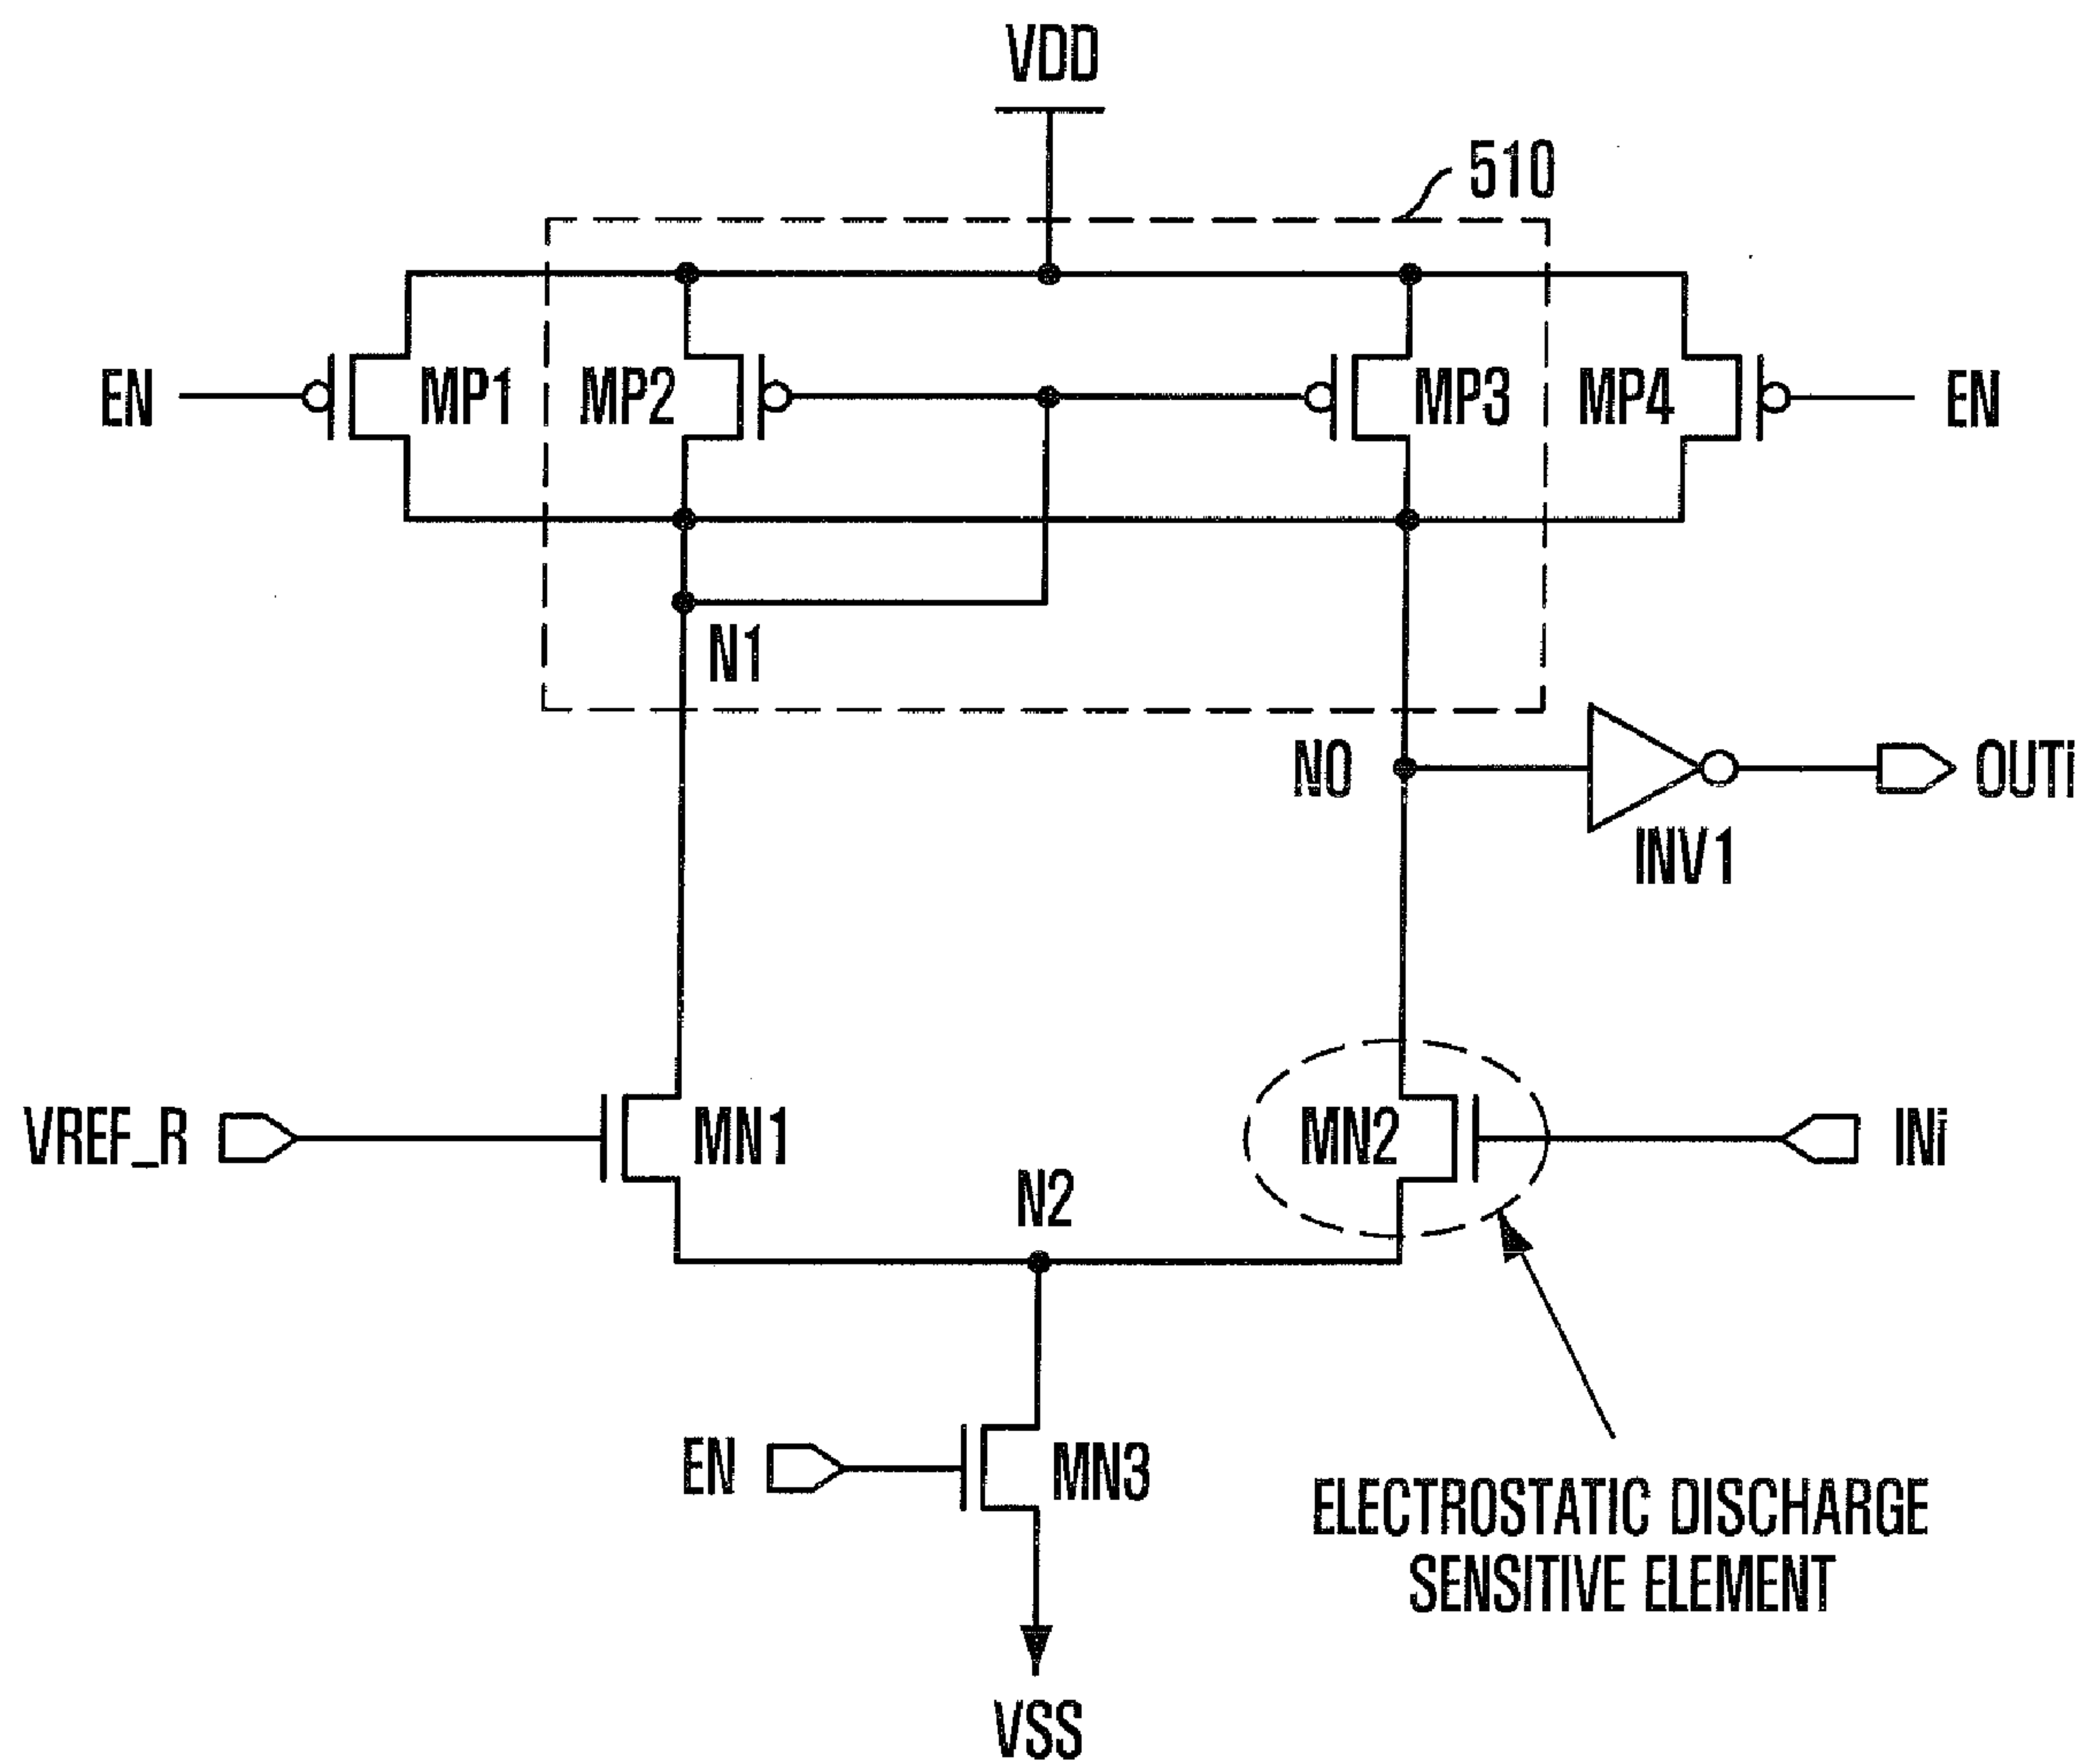 VDD
510
EN
MP1
MP2
MP3
MP4
EN
N1
NO
OUTi
INV1
VREF_R
MN1
MN2
INi
N2
EN
MN3
ELECTROSTATIC DISCHARGE
SENSITIVE ELEMENT
VSS